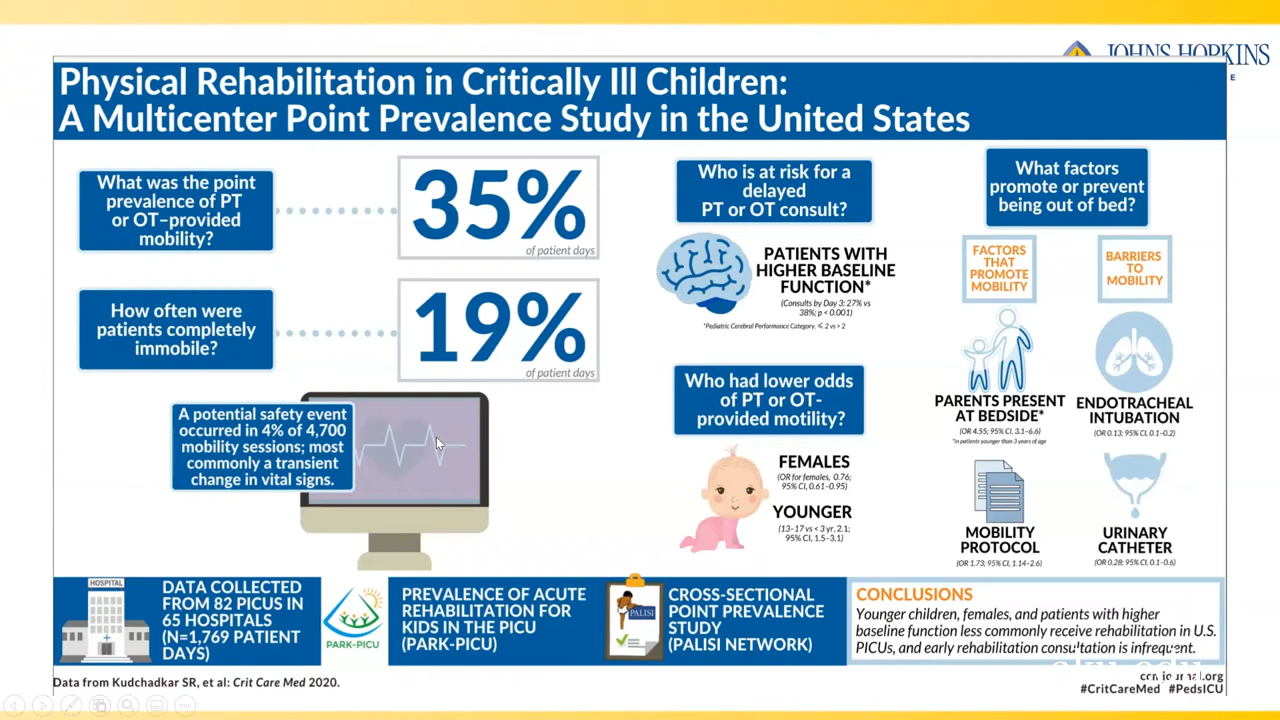 JOHNS HOPKINS
E
Physical Rehabilitation in Critically Ill Children:
A Multicenter Point Prevalence Study in the United States
What was the point
prevalence of PT
or OT–provided
mobility?
35%
of patient days
How often were
patients completely
immobile?
19%
of patient days
A potential safety event
occurred in 4% of 4,700
mobility sessions; most
commonly a transient
change in vital signs.
Who is at risk for a
delayed
PT or OT consult?
PATIENTS WITH
HIGHER BASELINE
FUNCTION*
(Consults by Day 3: 27% vs
38%; p < 0.001)
*Pediatric Cerebral Performance Category, ⩽ 2 vs > 2
Who had lower odds
of PT or OT-
provided motility?
FEMALES
(OR for females, 0.76;
95% CI, 0.61–0.95)
YOUNGER
(13–17 vs < 3 yr, 2.1;
95% CI, 1.5–3.1)
What factors
promote or prevent
being out of bed?
FACTORS
THAT
PROMOTE
MOBILITY
PARENTS PRESENT
AT BEDSIDE*
(OR 4.55; 95% CI, 3.1–6.6)
*in patients younger than 3 years of age
MOBILITY
PROTOCOL
(OR 1.73; 95% CI, 1.14–2.6)
BARRIERS
TO
MOBILITY
ENDOTRACHEAL
INTUBATION
(OR 0.13; 95% CI, 0.1–0.2)
URINARY
CATHETER
(OR 0.28; 95% CI, 0.1–0.6)
HOSPITAL
DATA COLLECTED
FROM 82 PICUS IN
65 HOSPITALS
(N=1,769 PATIENT
DAYS)
PARK-PICU
PREVALENCE OF ACUTE
REHABILITATION FOR
KIDS IN THE PICU
(PARK-PICU)
PALISI
CROSS-SECTIONAL
POINT PREVALENCE
STUDY
(PALISI NETWORK)
CONCLUSIONS
Younger children, females, and patients with higher
baseline function less commonly receive rehabilitation in U.S.
PICUs, and early rehabilitation consultation is infrequent.
Data from Kudchadkar SR, et al: Crit Care Med 2020.
ccmjournal.org
#CritCareMed #PedsICU
aku.edu